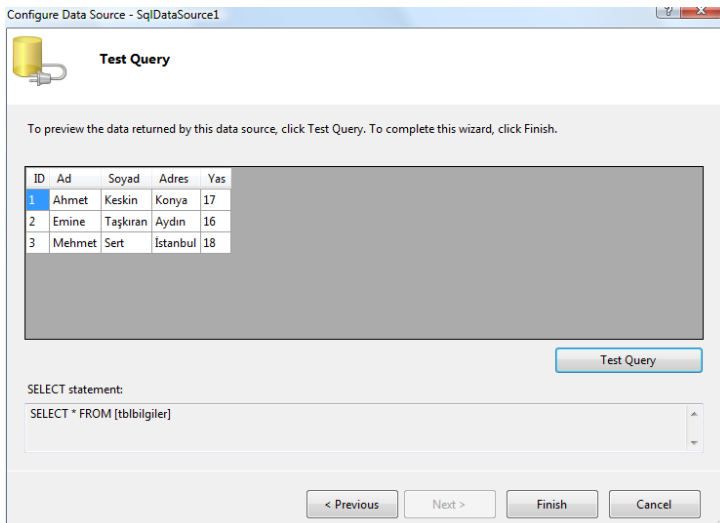 Configure Data Source - SqlDataSource1
Test Query
To preview the data returned by this data source, click Test Query. To complete this wizard, click Finish.
ID Ad Soyad Adres Yas
1 Ahmet Keskin Konya 17
2 Emine Taşkıran Aydın 16
3 Mehmet Sert İstanbul 18
Test Query
SELECT statement:
SELECT * FROM [tblbilgiler]
< Previous Next > Finish Cancel